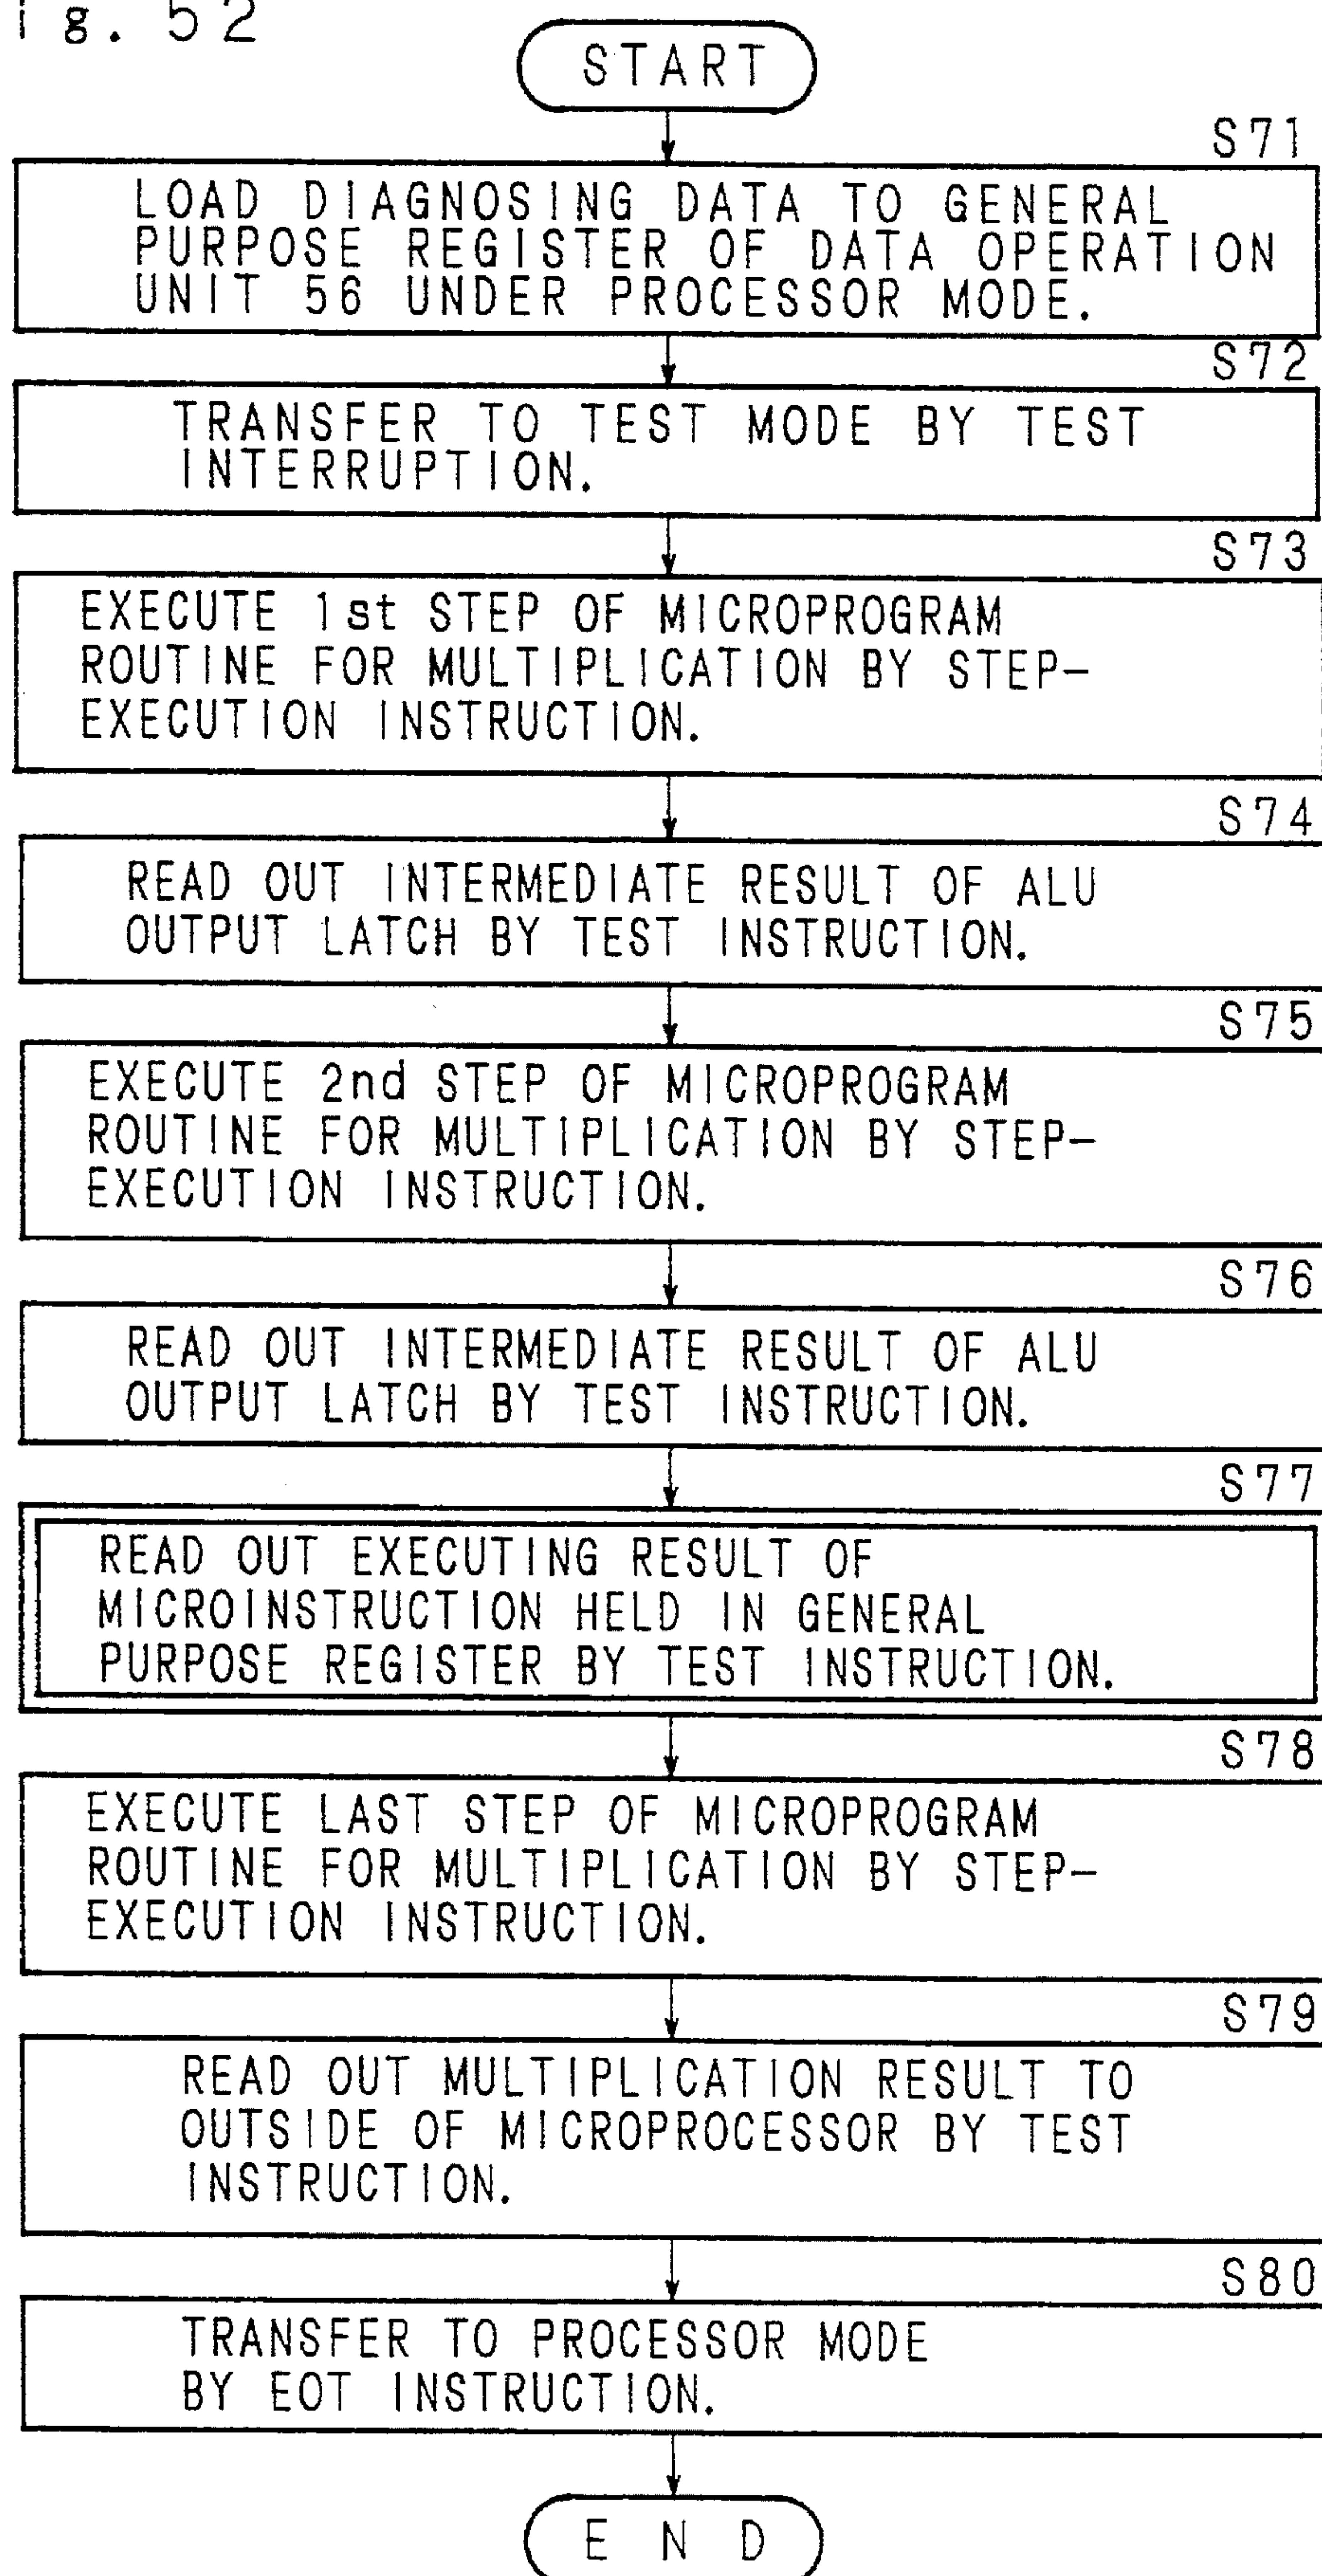 ig. 52
START
S71
LOAD DIAGNOSING DATA TO GENERAL
PURPOSE REGISTER OF DATA OPERATION
UNIT 56 UNDER PROCESSOR MODE.
S72
TRANSFER TO TEST MODE BY TEST
INTERRUPTION.
S73
EXECUTE 1st STEP OF MICROPROGRAM
ROUTINE FOR MULTIPLICATION BY STEP-
EXECUTION INSTRUCTION.
S74
READ OUT INTERMEDIATE RESULT OF ALU
OUTPUT LATCH BY TEST INSTRUCTION.
S75
EXECUTE 2nd STEP OF MICROPROGRAM
ROUTINE FOR MULTIPLICATION BY STEP-
EXECUTION INSTRUCTION.
S76
READ OUT INTERMEDIATE RESULT OF ALU
OUTPUT LATCH BY TEST INSTRUCTION.
S77
READ OUT EXECUTING RESULT OF
MICROINSTRUCTION HELD IN GENERAL
PURPOSE REGISTER BY TEST INSTRUCTION.
S78
EXECUTE LAST STEP OF MICROPROGRAM
ROUTINE FOR MULTIPLICATION BY STEP-
EXECUTION INSTRUCTION.
S79
READ OUT MULTIPLICATION RESULT TO
OUTSIDE OF MICROPROCESSOR BY TEST
INSTRUCTION.
S80
TRANSFER TO PROCESSOR MODE
BY EOT INSTRUCTION.
END